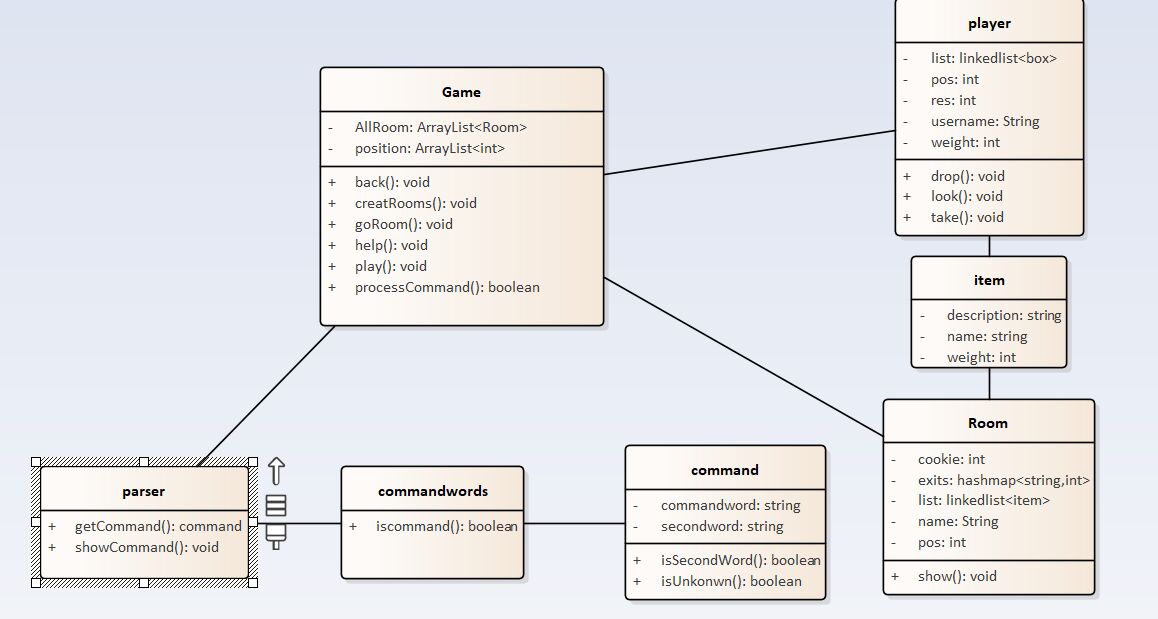 player
- list: linkedlist<box>
- pos: int
- res: int
- username: String
- weight: int
+ drop(): void
+ look(): void
+ take(): void
Game
- AllRoom: ArrayList<Room>
- position: ArrayList<int>
+ back(): void
+ creatRooms(): void
+ goRoom(): void
+ help(): void
+ play(): void
+ processCommand(): boolean
item
- description: string
- name: string
- weight: int
Room
- cookie: int
- exits: hashmap<string,int>
- list: linkedlist<item>
- name: String
- pos: int
+ show(): void
parser
+ getCommand(): command
+ showCommand(): void
commandwords
+ iscommand(): boolean
command
- commandword: string
- secondword: string
+ isSecondWord(): boolean
+ isUnkonwn(): boolean